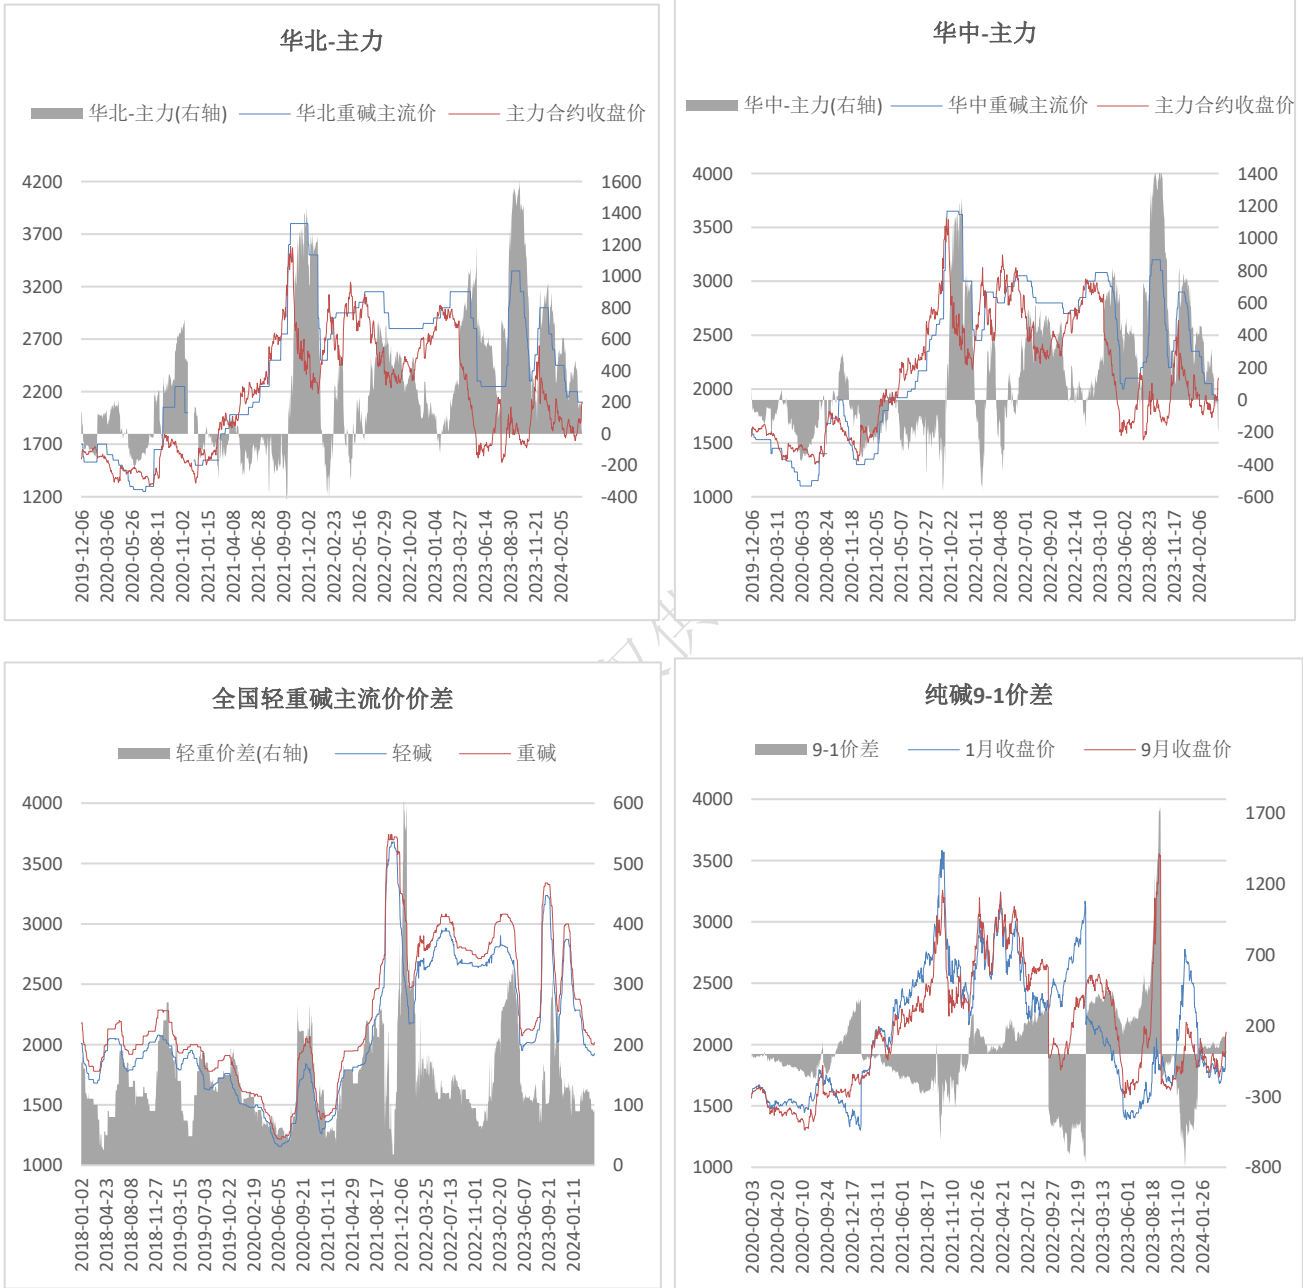 华北-主力
华北-主力(右轴) 华北重碱主流价 主力合约收盘价
4200 1600
1400
3700 1200
3200 1000
800
2700 600
400
2200 200
1700 0
-200
1200 -400
2019-12-06 2020-03-06 2020-05-26 2020-08-11 2020-11-02 2021-01-15 2021-04-08 2021-06-28 2021-09-09 2021-12-02 2022-02-23 2022-05-16 2022-07-29 2022-10-20 2023-01-04 2023-03-27 2023-06-14 2023-08-30 2023-11-21 2024-02-05
华中-主力
华中-主力(右轴) 华中重碱主流价 主力合约收盘价
4000 1400
1200
3500 1000
3000 800
600
2500 400
200
2000 0
-200
1500 -400
1000 -600
2019-12-06 2020-03-11 2020-06-03 2020-08-24 2020-11-18 2021-02-05 2021-05-07 2021-07-27 2021-10-22 2022-01-11 2022-04-08 2022-07-01 2022-09-20 2022-12-14 2023-03-10 2023-06-02 2023-08-23 2023-11-17 2024-02-06
仅供
全国轻重碱主流价价差
轻重价差(右轴) 轻碱 重碱
4000 600
3500 500
3000 400
2500 300
2000 200
1500 100
1000 0
2018-01-02 2018-04-23 2018-08-08 2018-11-27 2019-03-15 2019-07-03 2019-10-22 2020-02-19 2020-06-05 2020-09-21 2021-01-11 2021-04-29 2021-08-17 2021-12-06 2022-03-25 2022-07-13 2022-11-01 2023-02-20 2023-06-07 2023-09-21 2024-01-11
纯碱9-1价差
9-1价差 1月收盘价 9月收盘价
4000 1700
3500
3000 1200
2500 700
2000 200
1500 -300
1000 -800
2020-02-03 2020-04-20 2020-07-10 2020-09-24 2020-12-17 2021-03-11 2021-06-01 2021-08-17 2021-11-10 2022-01-26 2022-04-20 2022-07-07 2022-09-27 2022-12-19 2023-03-13 2023-06-01 2023-08-18 2023-11-10 2024-01-26